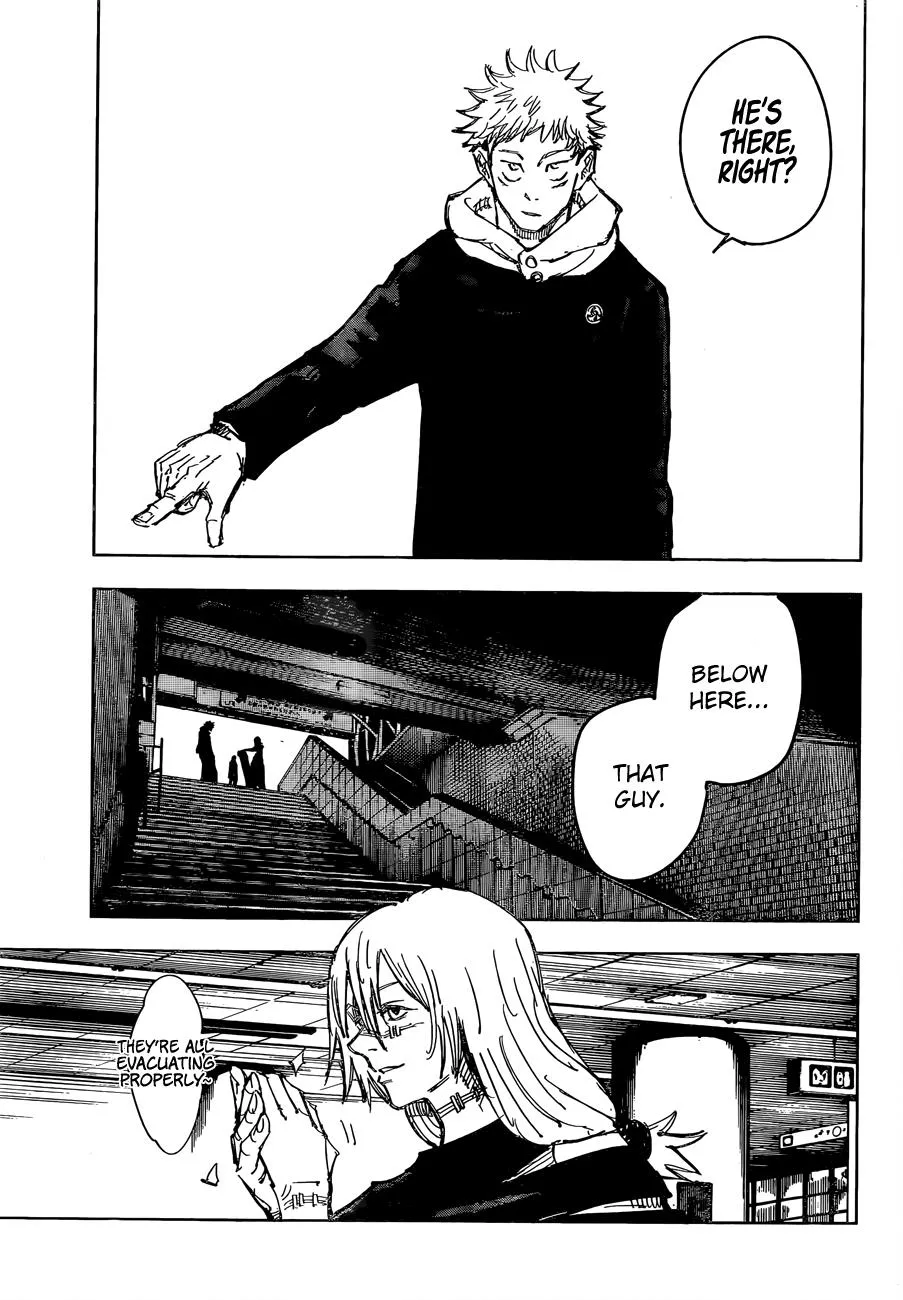 HE'S
THERE,
RIGHT?
BELOW
HERE...
THAT
GUY.
THEY'RE ALL
EVACUATING
PROPERLY~